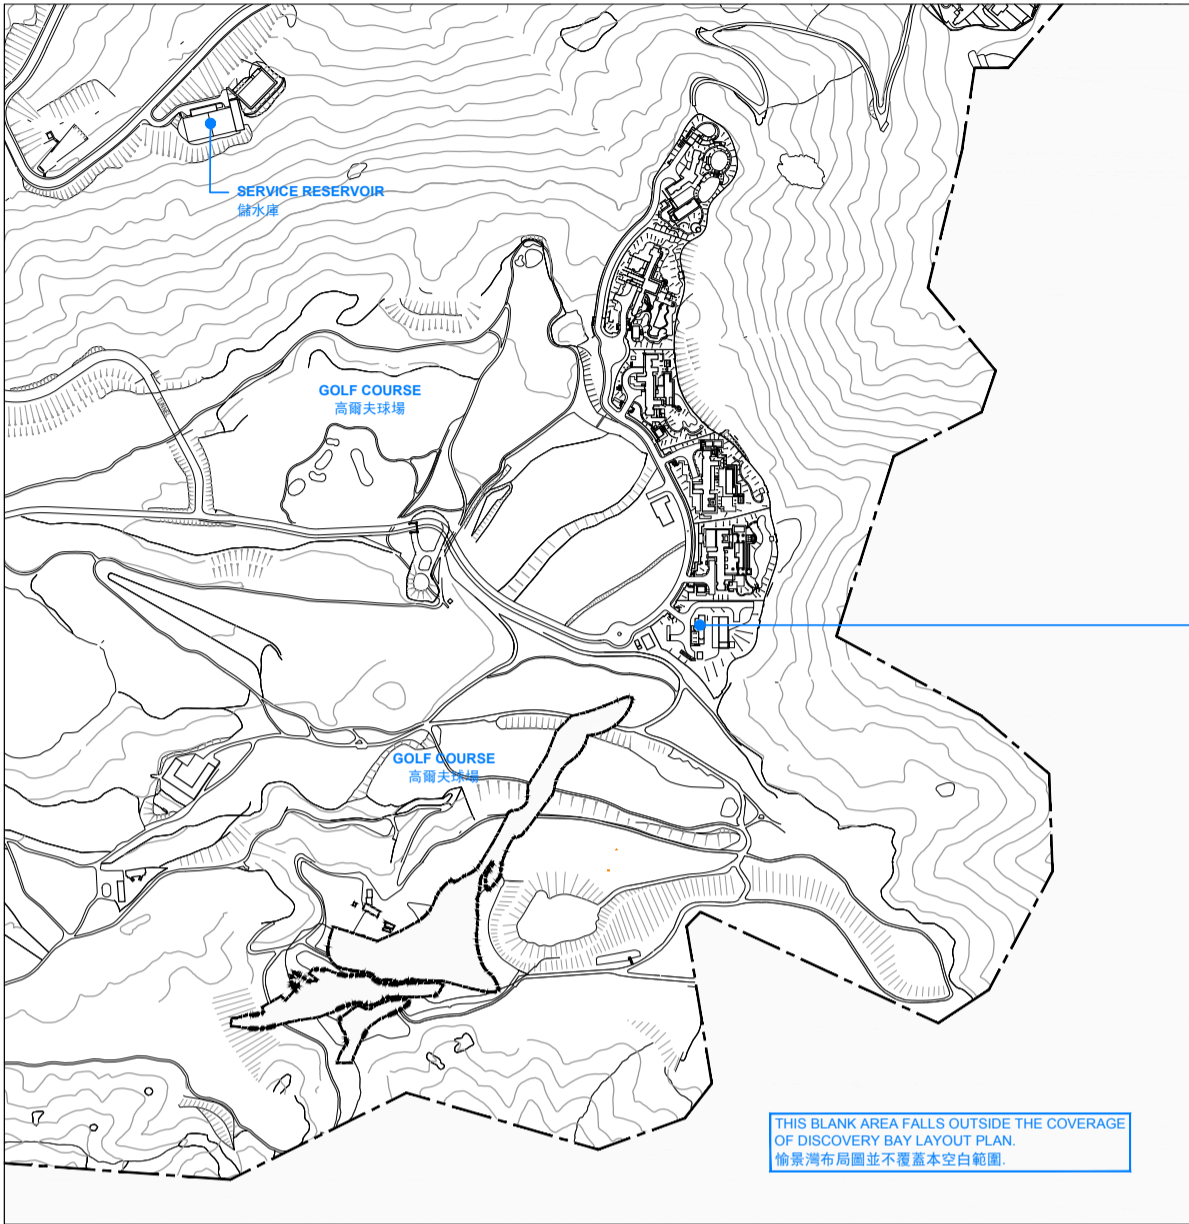 SERVICE RESERVOIR
儲水庫
GOLF COURSE
高爾夫球場
GOLF COURSE
高爾夫球場
THIS BLANK AREA FALLS OUTSIDE THE COVERAGE
OF DISCOVERY BAY LAYOUT PLAN.
愉景灣布局圖並不覆蓋本空白範圍.